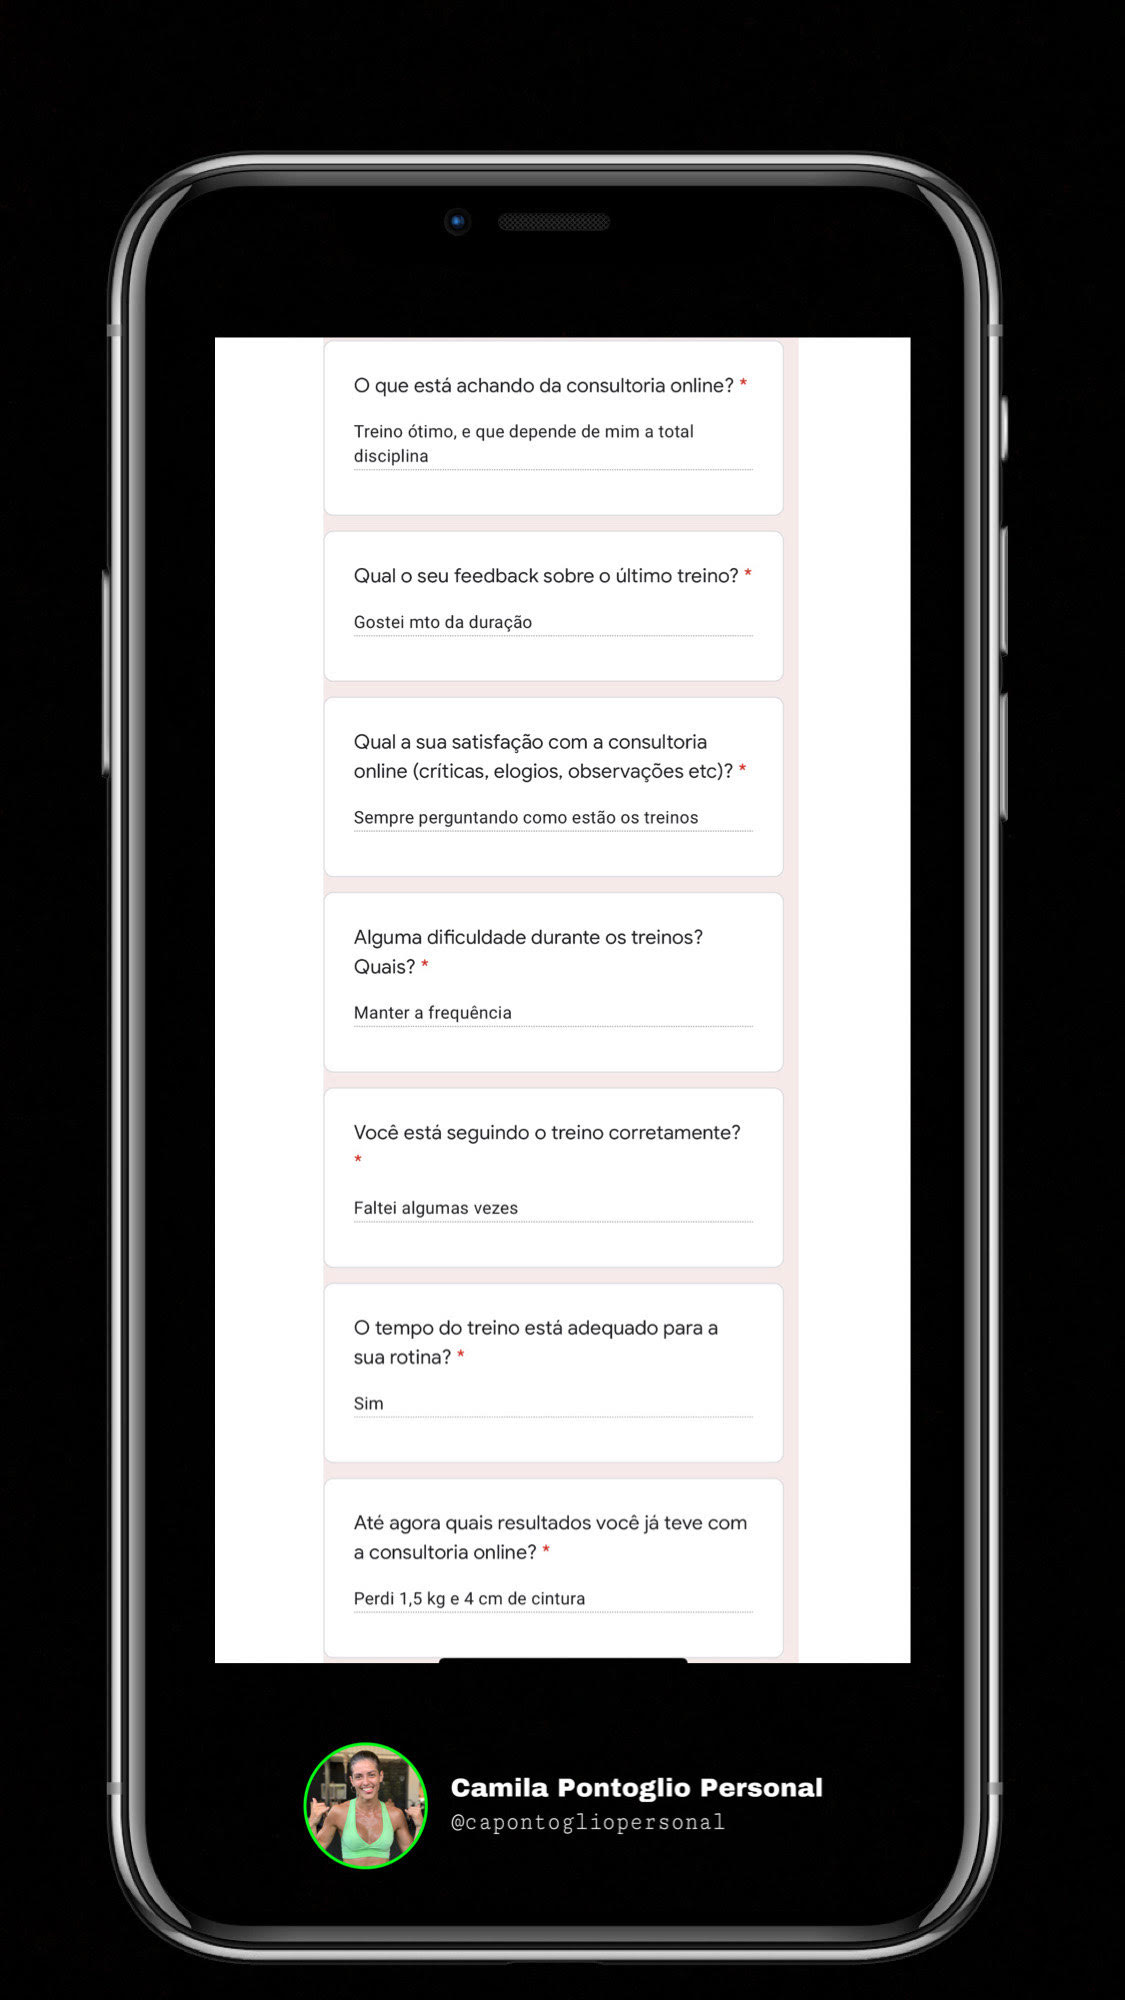 O que está achando da consultoria online? *
Treino ótimo, e que depende de mim a total
disciplina
Qual o seu feedback sobre o último treino? *
Gostei mto da duração
Qual a sua satisfação com a consultoria
online (críticas, elogios, observações etc)? *
Sempre perguntando como estão os treinos
Alguma dificuldade durante os treinos?
Quais? *
Manter a frequência
Você está seguindo o treino corretamente?
*
Faltei algumas vezes
O tempo do treino está adequado para a
sua rotina? *
Sim
Até agora quais resultados você já teve com
a consultoria online? *
Perdi 1,5 kg e 4 cm de cintura
Camila Pontoglio Personal
@capontogliopersonal